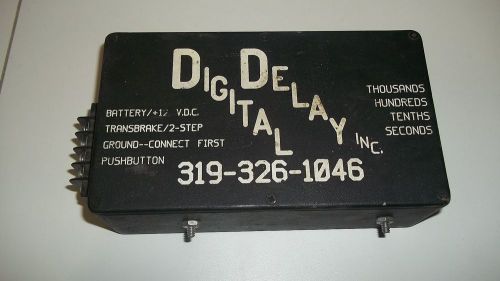 DIGITAL DELAY INC.
BATTERY/+12 V.D.C.
TRANSBRAKE/2-STEP
GROUND--CONNECT FIRST
PUSHBUTTON
THOUSANDS
HUNDREDS
TENTHS
SECONDS
319-326-1046